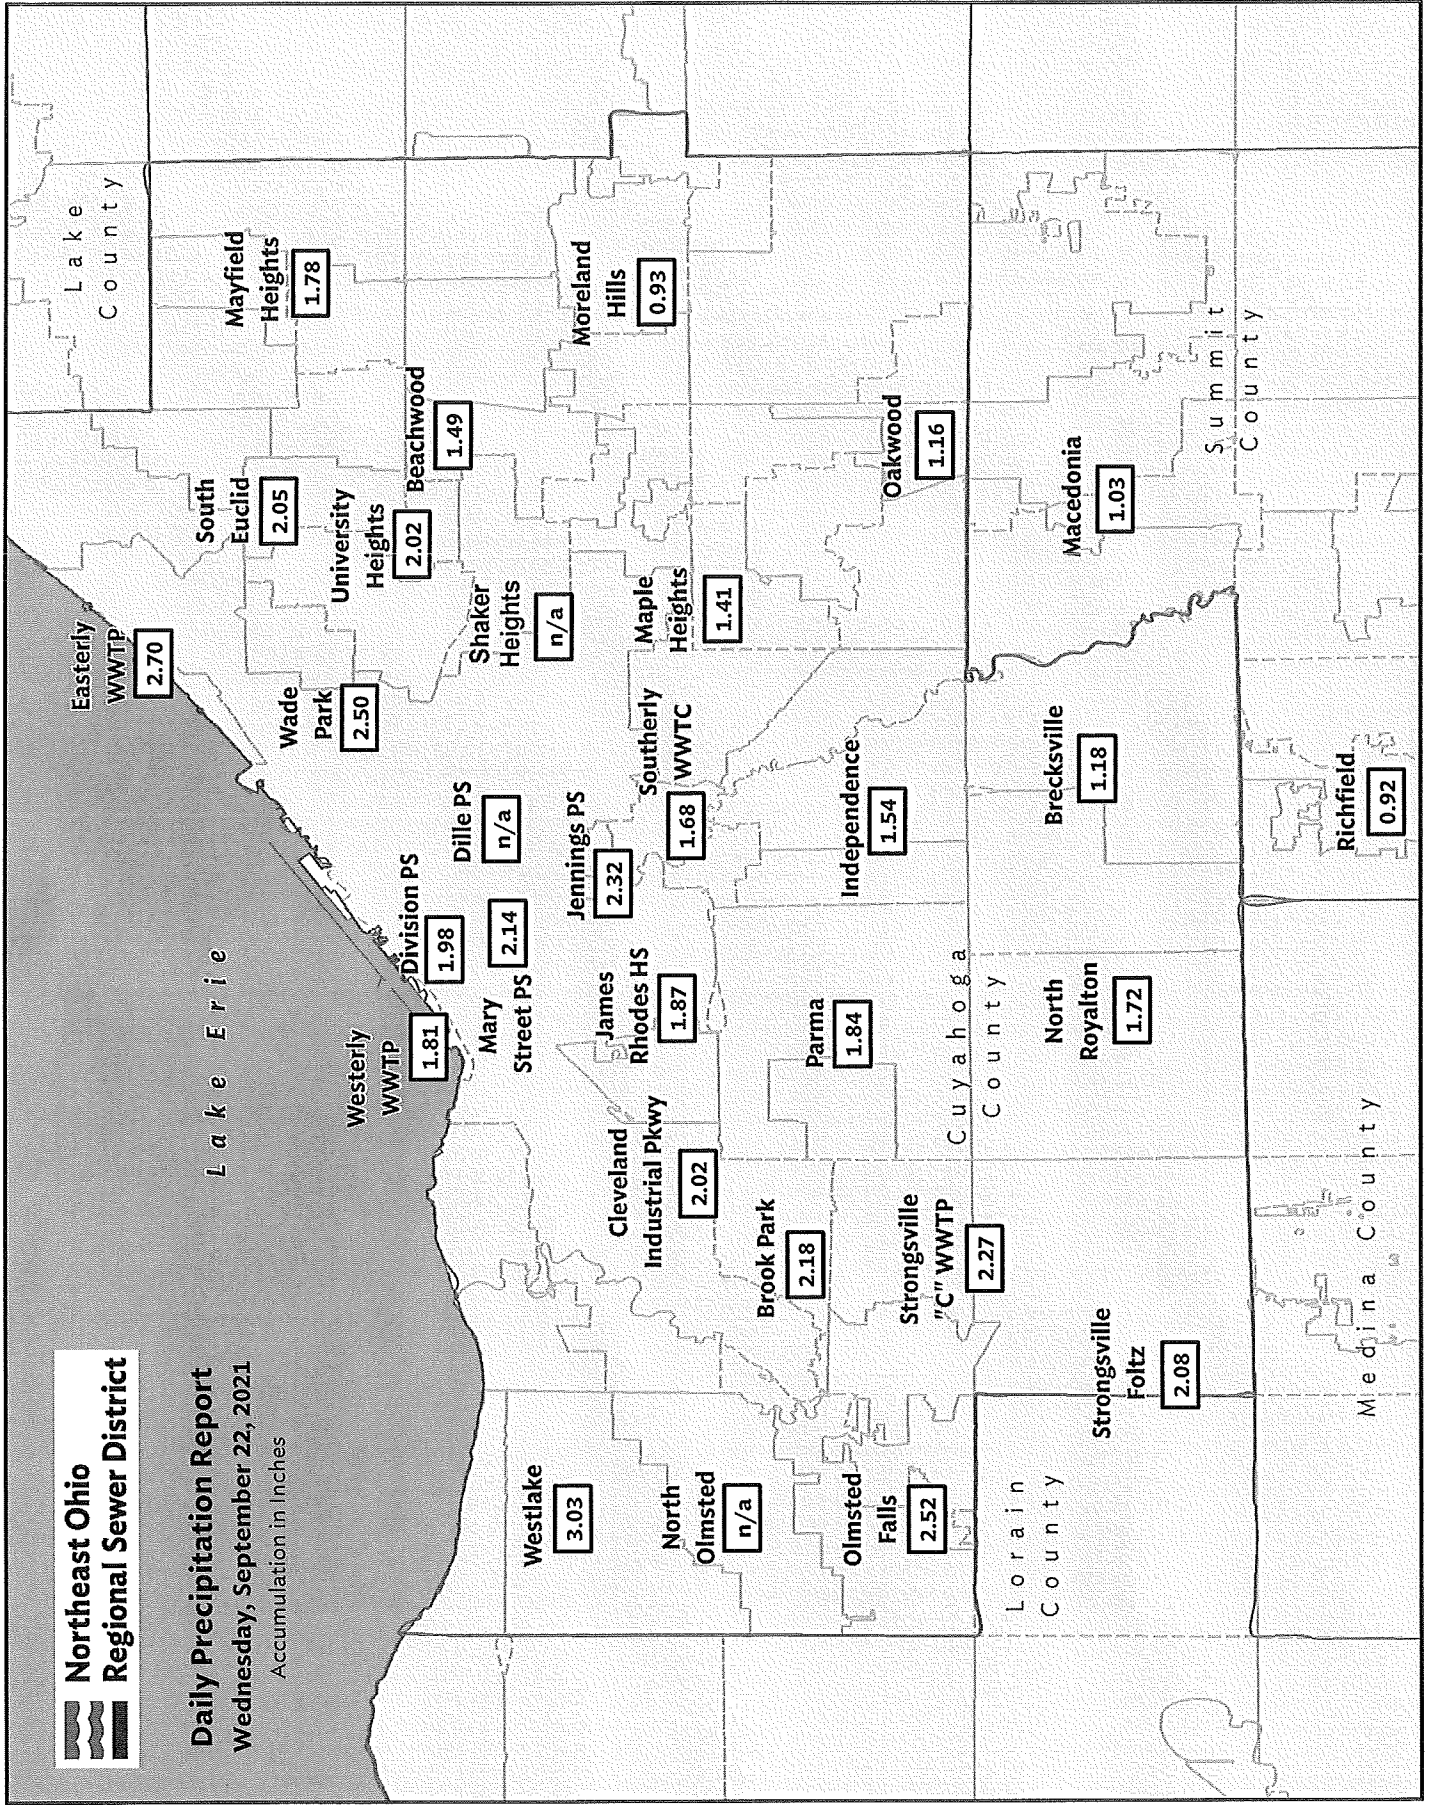 Northeast Ohio
Regional Sewer District
Daily Precipitation Report
Wednesday, September 22, 2021
Accumulation in Inches
Lake Erie
Lake
County
Easterly
WWTP
2.70
South
Euclid
2.05
Mayfield
Heights
1.78
Wade
Park
2.50
University
Heights
2.02
Beachwood
1.49
Westerly
WWTP
1.81
Division PS
1.98
Dille PS
n/a
Shaker
Heights
n/a
Mary
Street PS
2.14
Westlake
3.03
Jennings PS
2.32
Moreland
Hills
0.93
Cleveland
Industrial Pkwy
2.02
James
Rhodes HS
1.87
Southerly
WWTC
1.68
Maple
Heights
1.41
North
Olmsted
n/a
Brook Park
2.18
Parma
1.84
Independence
1.54
Oakwood
1.16
Olmsted
Falls
2.52
Strongsville
"C" WWTP
2.27
Cuyahoga
County
Lorain
County
Strongsville
Foltz
2.08
North
Royalton
1.72
Brecksville
1.18
Macedonia
1.03
Summit
County
Medina County
Richfield
0.92